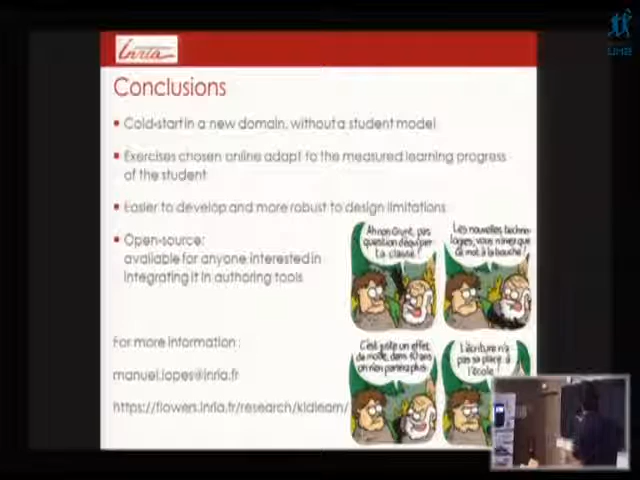 Inria
Conclusions
Cold-start in a new domain, without a student model
Exercises chosen online adapt to the measured learning progress
of the student
Easier to develop and more robust to design limitations
Open-source:
available for anyone interested in
integrating it in authoring tools
For more information :
manuel.lopes@inria.fr
https://flowers.inria.fr/research/kidlearn/
Ah non Grunt, pas
question d'équiper
ta classe !
Les nouvelles techno-
logies, vous n'avez que
ce mot à la bouche !
C'est juste un effet
de mode, dans 10 ans
on n'en parlera plus
L'écriture n'a
pas sa place à
l'école !